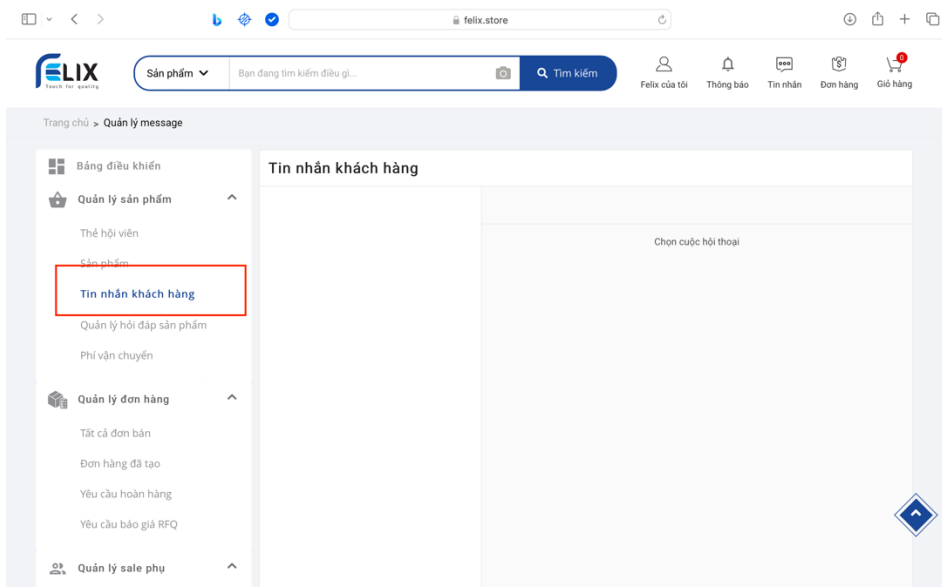 felix.store
FELIX
Touch for quality
Sản phẩm
Bạn đang tìm kiếm điều gì...
Tìm kiếm
Felix của tôi
Thông báo
Tin nhắn
Đơn hàng
0
Giỏ hàng
Trang chủ > Quản lý message
Bảng điều khiển
Quản lý sản phẩm
Thẻ hội viên
Sản phẩm
Tin nhắn khách hàng
Quản lý hỏi đáp sản phẩm
Phí vận chuyển
Quản lý đơn hàng
Tất cả đơn bán
Đơn hàng đã tạo
Yêu cầu hoàn hàng
Yêu cầu báo giá RFQ
Quản lý sale phụ
Tin nhắn khách hàng
Chọn cuộc hội thoại